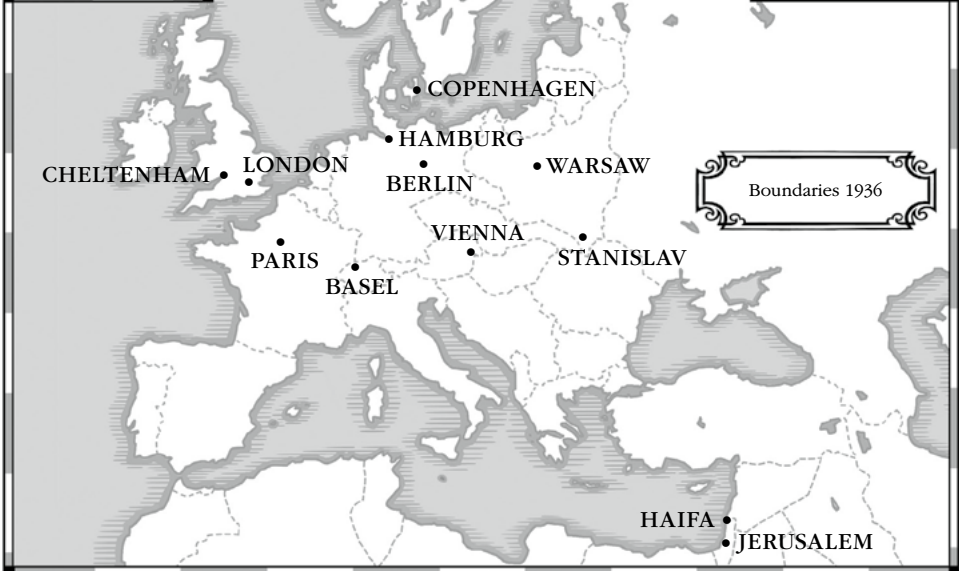 COPENHAGEN
HAMBURG
LONDON
CHELTENHAM
WARSAW
BERLIN
Boundaries 1936
VIENNA
STANISLAV
PARIS
BASEL
HAIFA
JERUSALEM